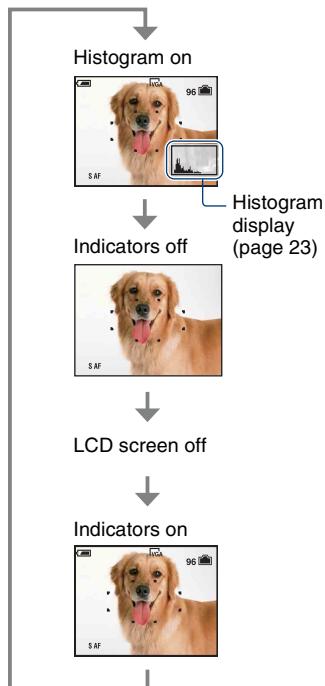 Histogram on
VGA
96
S AF
Histogram
display
(page 23)
Indicators off
S AF
LCD screen off
Indicators on
VGA
96
S AF